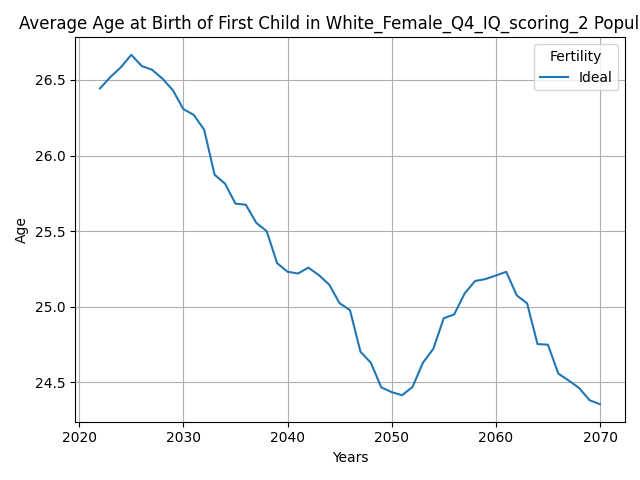 Average Age at Birth of First Child in White_Female_Q4_IQ_scoring_2 Popul
Fertility
Ideal
Age
26.5
26.0
25.5
25.0
24.5
2020 2030 2040 2050 2060 2070
Years